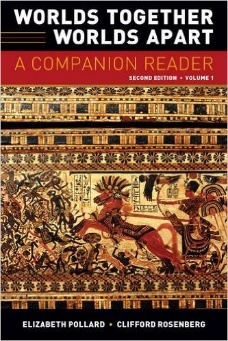 WORLDS TOGETHER
WORLDS APART
A COMPANION READER
SECOND EDITION • VOLUME 1
ELIZABETH POLLARD • CLIFFORD ROSENBERG